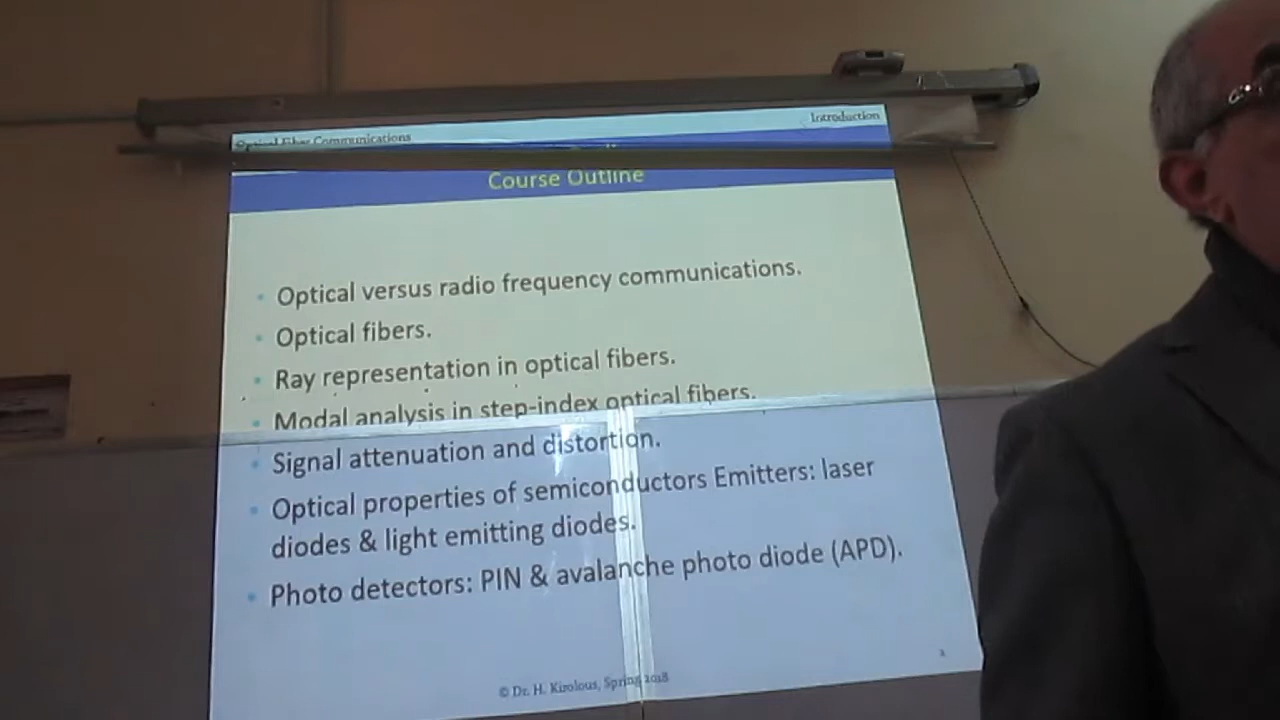 Optical Fiber Communications
Introduction
Course Outline
• Optical versus radio frequency communications.
• Optical fibers.
• Ray representation in optical fibers.
• Modal analysis in step-index optical fibers.
• Signal attenuation and distortion.
• Optical properties of semiconductors Emitters: laser
diodes & light emitting diodes.
• Photo detectors: PIN & avalanche photo diode (APD).
© Dr. H. Kirolous, Spring 2018